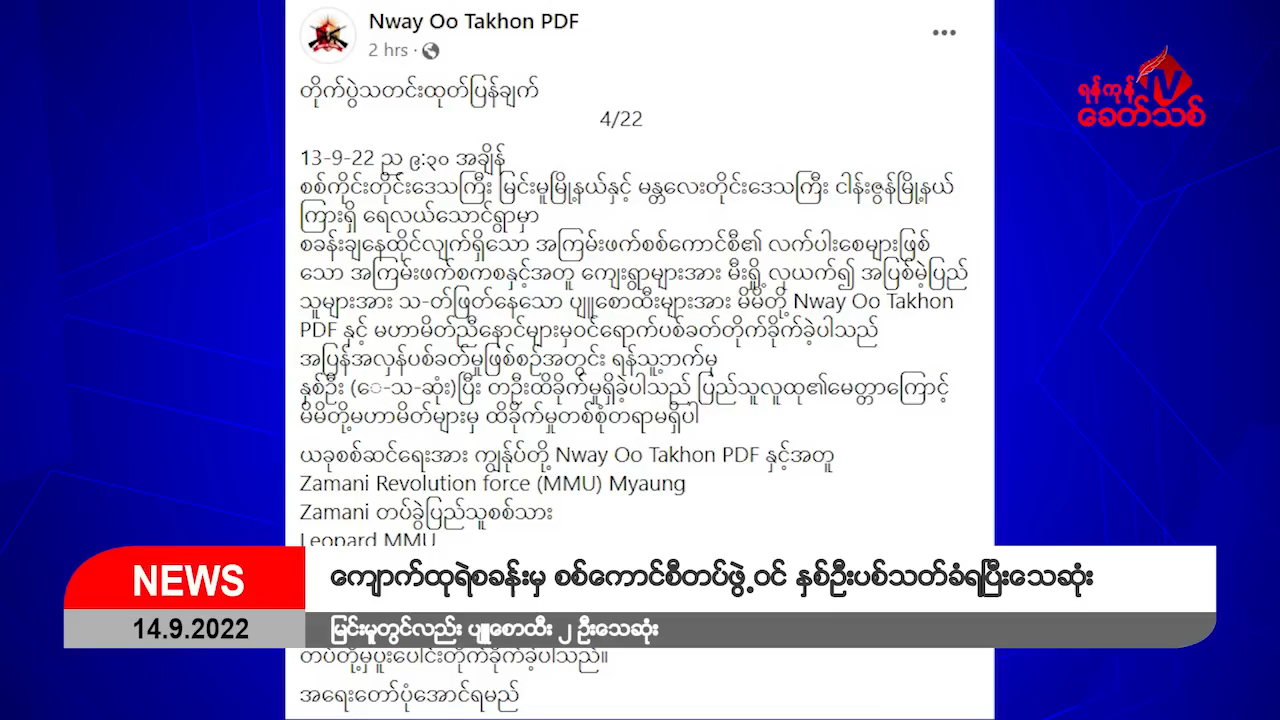 Nway Oo Takhon PDF
2 hrs
တိုက်ပွဲသတင်းထုတ်ပြန်ချက်
4/22
13-9-22 ည ၉:၃၀ အချိန်
စစ်ကိုင်းတိုင်းဒေသကြီး မြင်းမူမြို့နယ်နှင့် မန္တလေးတိုင်းဒေသကြီး ငါန်းဇွန်မြို့နယ်
ကြားရှိ ရေလယ်သောင်ရွာမှာ
စခန်းချနေထိုင်လျက်ရှိသော အကြမ်းဖက်စစ်ကောင်စီ၏ လက်ပါးစေများဖြစ်
သော အကြမ်းဖက်စကစနှင့်အတူ ကျေးရွာများအား မီးရှို့ လုယက်၍ အပြစ်မဲ့ပြည်
သူများအား သ-တ်ဖြတ်နေသော ပျူစောထီးများအား မိမိတို့ Nway Oo Takhon
PDF နှင့် မဟာမိတ်ညီနောင်များမှဝင်ရောက်ပစ်ခတ်တိုက်ခိုက်ခဲ့ပါသည်
အပြန်အလှန်ပစ်ခတ်မှုဖြစ်စဉ်အတွင်း ရန်သူ့ဘက်မှ
နှစ်ဦး (ေ-သ-ဆုံး)ပြီး တဦးထိခိုက်မှုရှိခဲ့ပါသည် ပြည်သူလူထု၏မေတ္တာကြောင့်
မိမိတို့မဟာမိတ်များမှ ထိခိုက်မှုတစ်စုံတရာမရှိပါ
ယခုစစ်ဆင်ရေးအား ကျွန်ုပ်တို့ Nway Oo Takhon PDF နှင့်အတူ
Zamani Revolution force (MMU) Myaung
Zamani တပ်ခွဲပြည်သူ့စစ်သား
Leopard MMU
တပ်တို့မှပူးပေါင်းတိုက်ခိုက်ခဲ့ပါသည်။
အရေးတော်ပုံအောင်ရမည်
ရန်ကုန်
ခေတ်သစ်
TV
NEWS
14.9.2022
ကျောက်ထုရဲစခန်းမှ စစ်ကောင်စီတပ်ဖွဲ့ဝင် နှစ်ဦးပစ်သတ်ခံရပြီးသေဆုံး
မြင်းမူတွင်လည်း ပျူစောထီး ၂ ဦးသေဆုံး